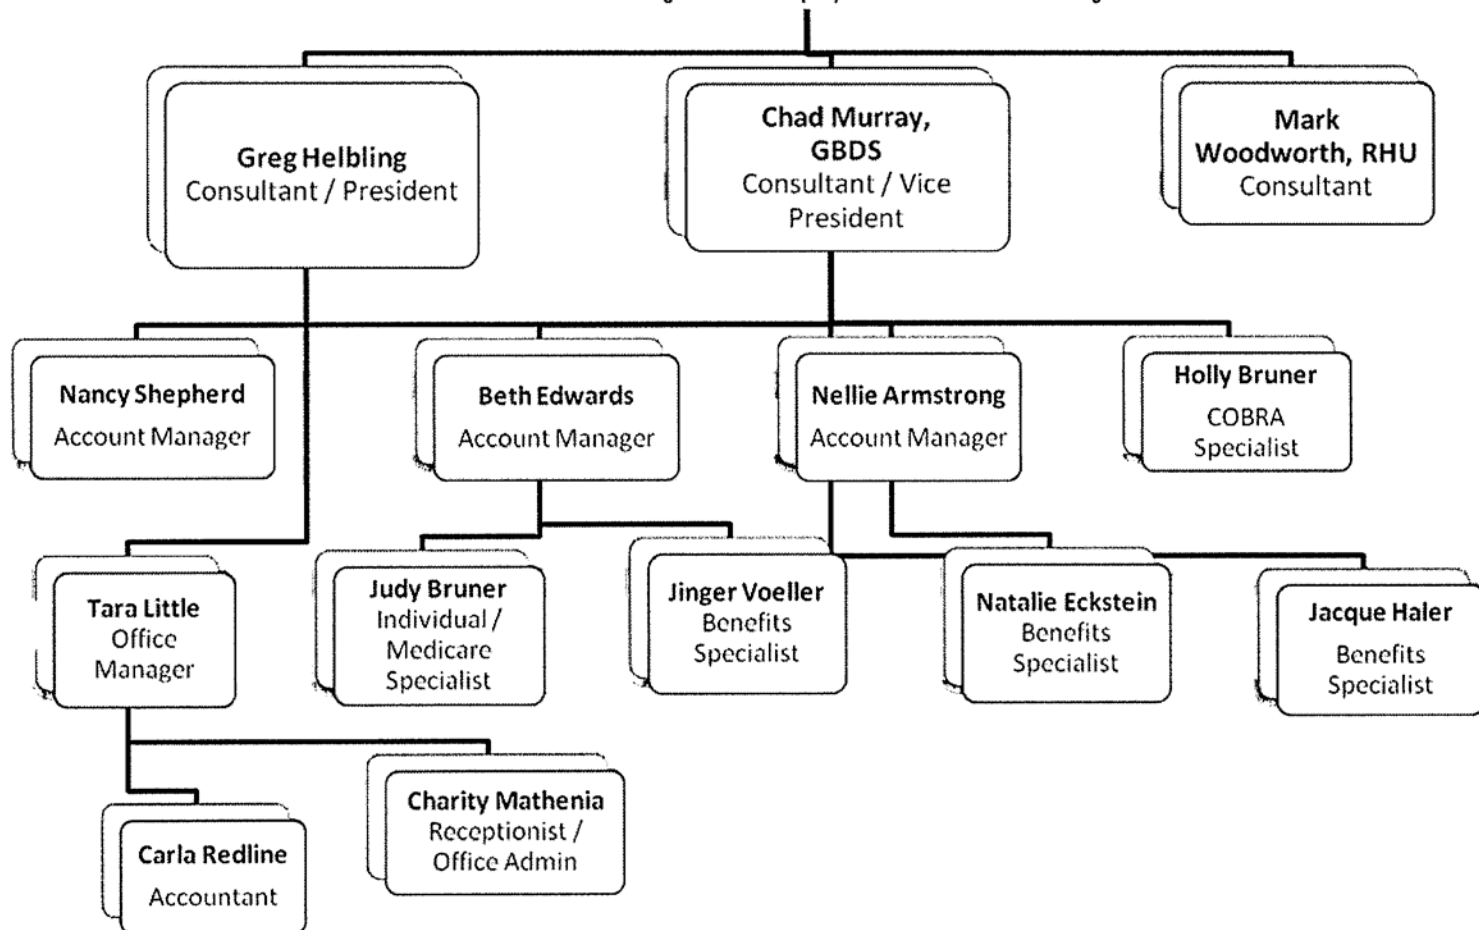 Greg Helbling
Consultant / President
Chad Murray,
GBDS
Consultant / Vice
President
Mark
Woodworth, RHU
Consultant
Nancy Shepherd
Account Manager
Beth Edwards
Account Manager
Nellie Armstrong
Account Manager
Holly Bruner
COBRA
Specialist
Tara Little
Office
Manager
Judy Bruner
Individual /
Medicare
Specialist
Jinger Voeller
Benefits
Specialist
Natalie Eckstein
Benefits
Specialist
Jacque Haler
Benefits
Specialist
Carla Redline
Accountant
Charity Mathenia
Receptionist /
Office Admin